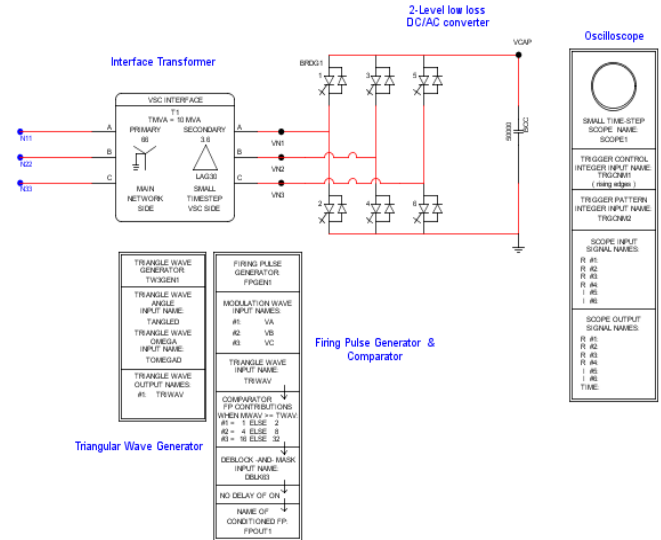 2-Level low loss
DC/AC converter
Interface Transformer
Oscilloscope
VCAP
BRDG1
1
3
5
VSC INTERFACE
T1
TMVA = 10 MVA
PRIMARY
SECONDARY
66
3.6
A
A
B
B
C
C
LAG30
MAIN
NETWORK
SIDE
SMALL
TIMESTEP
VSC SIDE
N11
N22
N33
VN1
VN2
VN3
50000
BCC
2
4
6
SMALL TIME-STEP
SCOPE NAME:
SCOPE1
TRIGGER CONTROL
INTEGER INPUT NAME:
TRGCNM1
( rising edges )
TRIGGER PATTERN
INTEGER INPUT NAME:
TRGCNM2
SCOPE INPUT
SIGNAL NAMES:
R #1:
R #2:
R #3:
R #4:
I #5:
I #6:
SCOPE OUTPUT
SIGNAL NAMES:
R #1:
R #2:
R #3:
R #4:
I #5:
I #6:
TIME:
TRIANGLE WAVE
GENERATOR:
TW3GEN1
TRIANGLE WAVE
ANGLE
INPUT NAME:
TANGLED
TRIANGLE WAVE
OMEGA
INPUT NAME:
TOMEGAD
TRIANGLE WAVE
OUTPUT NAMES:
#1: TRIWAV
Triangular Wave Generator
FIRING PULSE
GENERATOR:
FPGEN1
MODULATION WAVE
INPUT NAMES:
#1: VA
#2: VB
#3: VC
TRIANGLE WAVE
INPUT NAME:
TRIWAV
COMPARATOR
FP CONTRIBUTIONS
WHEN MWAV >= TWAV:
#1 = 1 ELSE 2
#2 = 4 ELSE 8
#3 = 16 ELSE 32
DEBLOCK -AND- MASK
INPUT NAME:
DBLK63
NO DELAY OF ON
NAME OF
CONDITIONED FP:
FPOUT1
Firing Pulse Generator &
Comparator